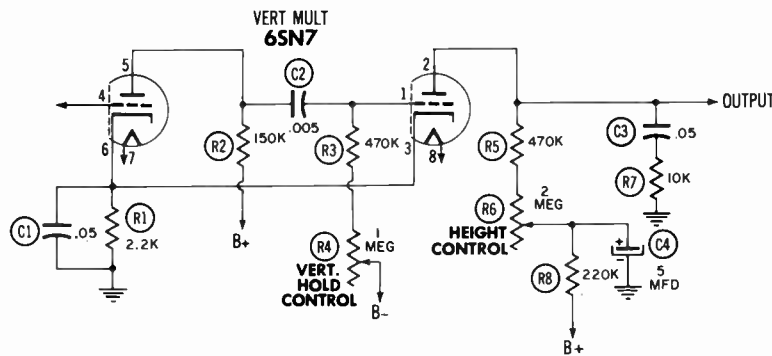 VERT MULT
6SN7
5
4
6
7
C2
.005
R2
150K
R3
470K
2
1
3
8
OUTPUT
R5
470K
C3
.05
R7
10K
C1
.05
R1
2.2K
B+
R4
1
MEG
VERT.
HOLD
CONTROL
B-
R6
2
MEG
HEIGHT
CONTROL
R8
220K
C4
+
-
5
MFD
B+